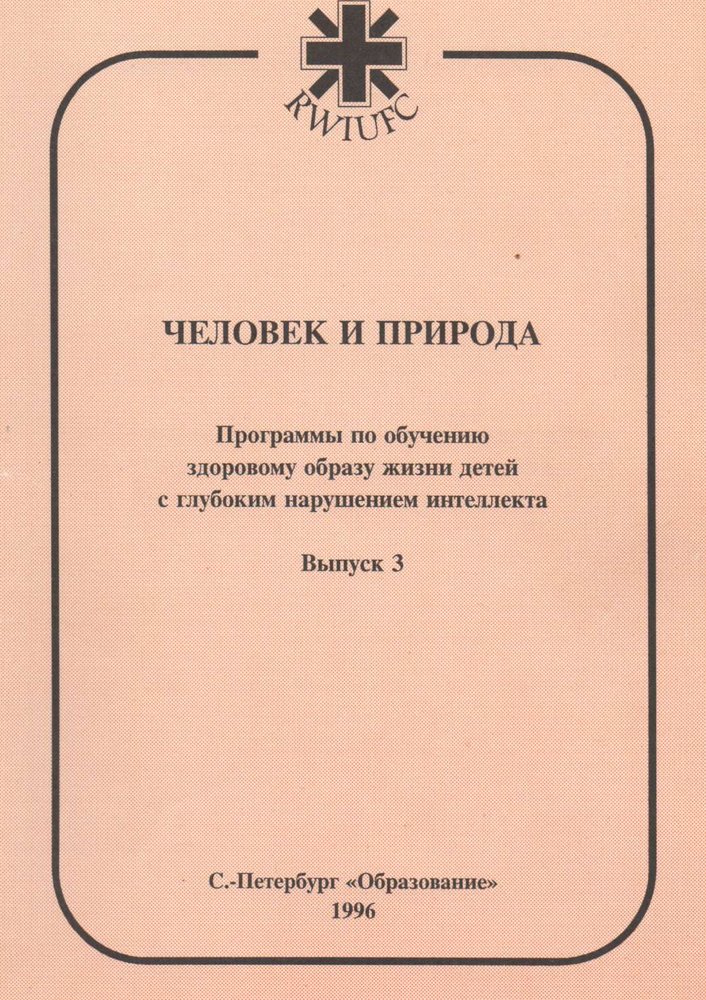 RWIUFC
ЧЕЛОВЕК И ПРИРОДА
Программы по обучению
здоровому образу жизни детей
с глубоким нарушением интеллекта
Выпуск 3
С.-Петербург «Образование»
1996